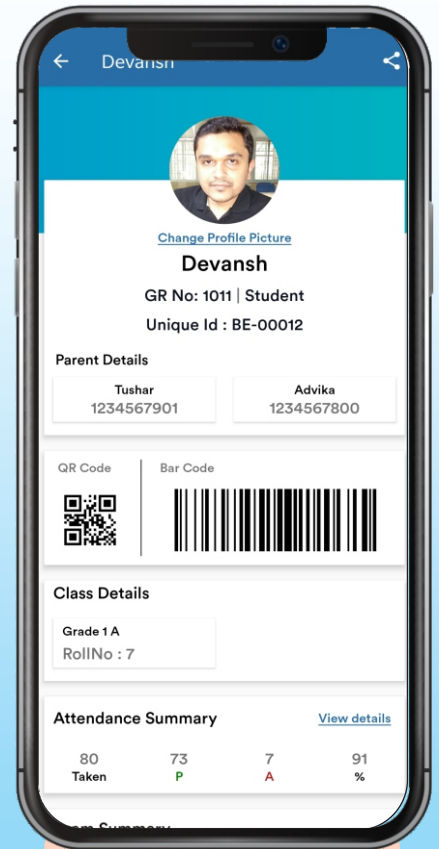 Devansh
Change Profile Picture
Devansh
GR No: 1011 | Student
Unique Id : BE-00012
Parent Details
Tushar Advika
1234567901 1234567800
QR Code Bar Code
Class Details
Grade 1 A
RollNo : 7
Attendance Summary View details
80 73 7 91
Taken P A %
Summary